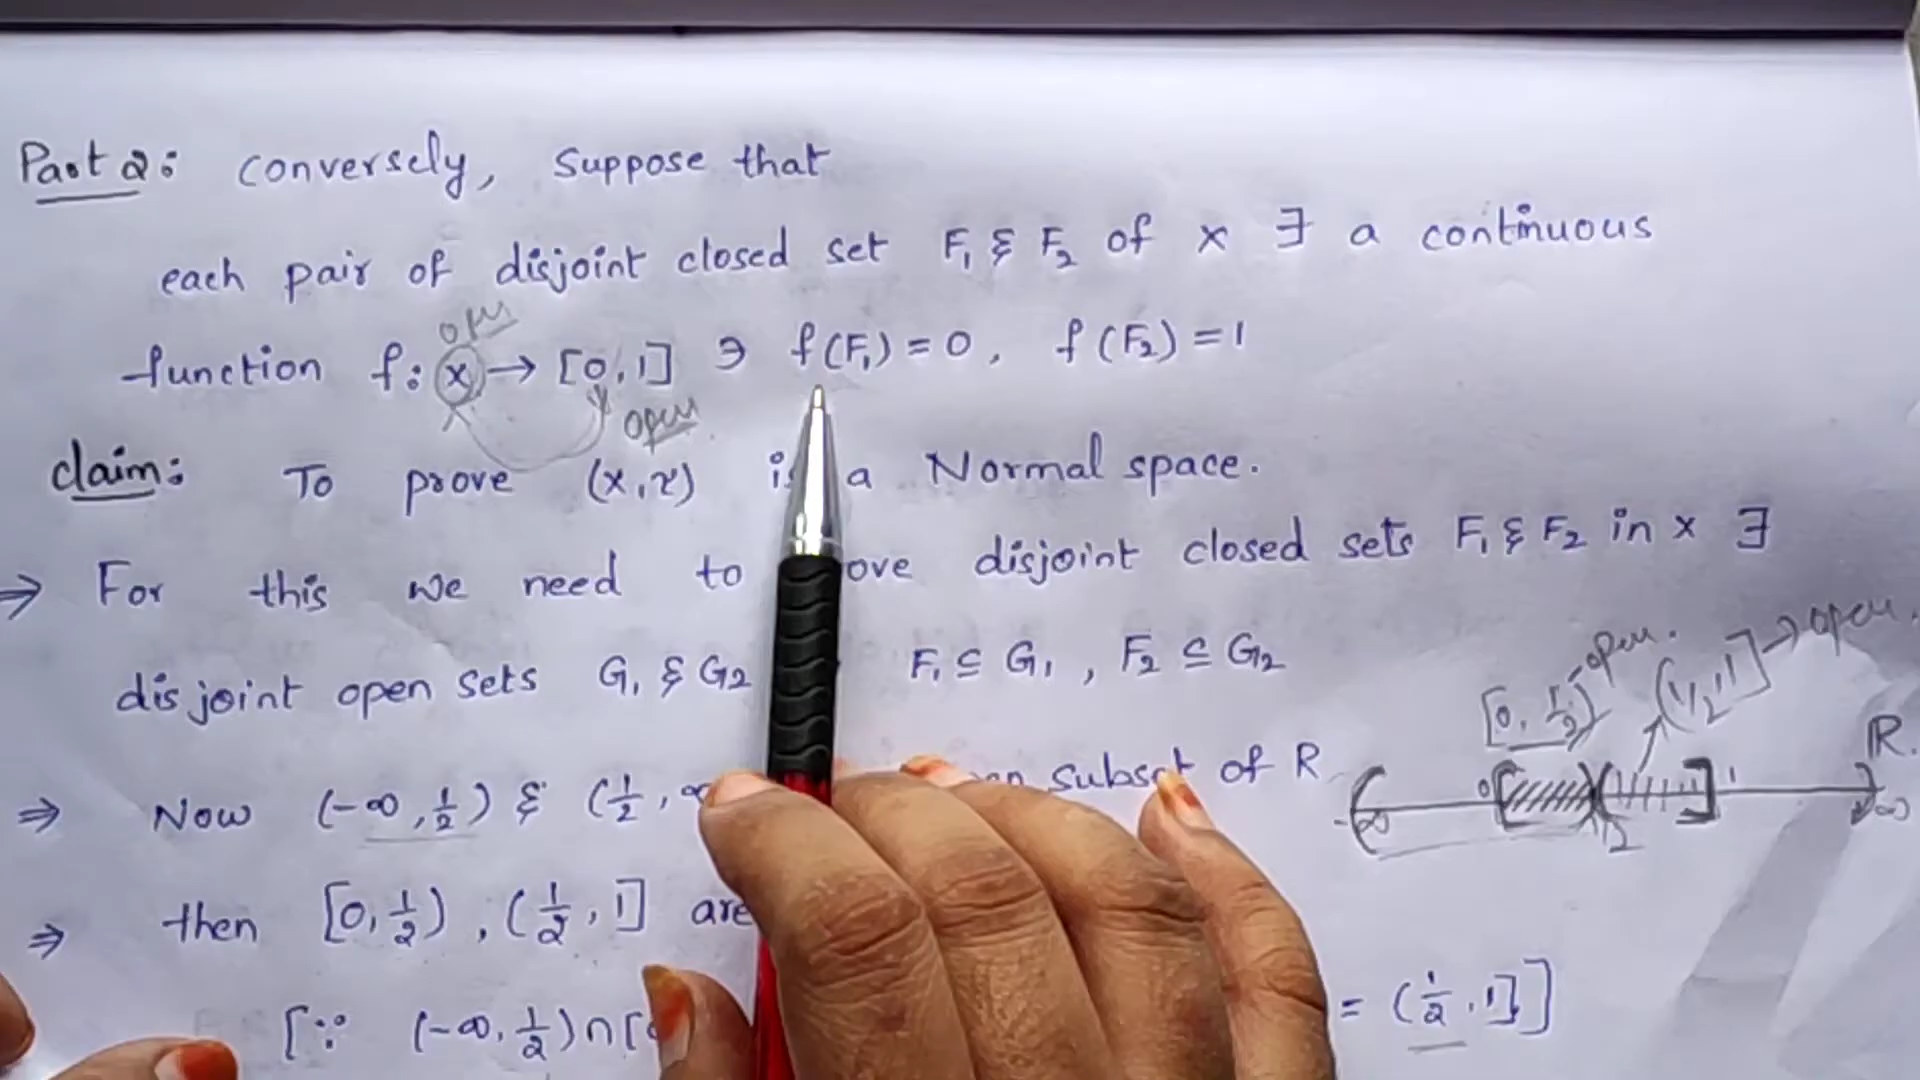 Part 2: Conversely, Suppose that
each pair of disjoint closed set F₁ & F₂ of x ∃ a continuous
open
function f: x → [0,1] ∋ f(F₁) = 0, f(F₂) = 1
open
claim: To prove (x,τ) is a Normal space.
⇒ For this we need to disjoint closed sets F₁ & F₂ in x ∃
disjoint open sets G₁ & G₂ F₁ ⊆ G₁, F₂ ⊆ G₂
[0, 1/2) - open. (1/2, 1] → open.
⇒ Now (-∞, 1/2) & (1/2, ∞ subset of R
-∞ 0 1/2 1 ∞ R.
⇒ then [0, 1/2), (1/2, 1] are
[∵ (-∞, 1/2) ∩ [ = (1/2, 1]]